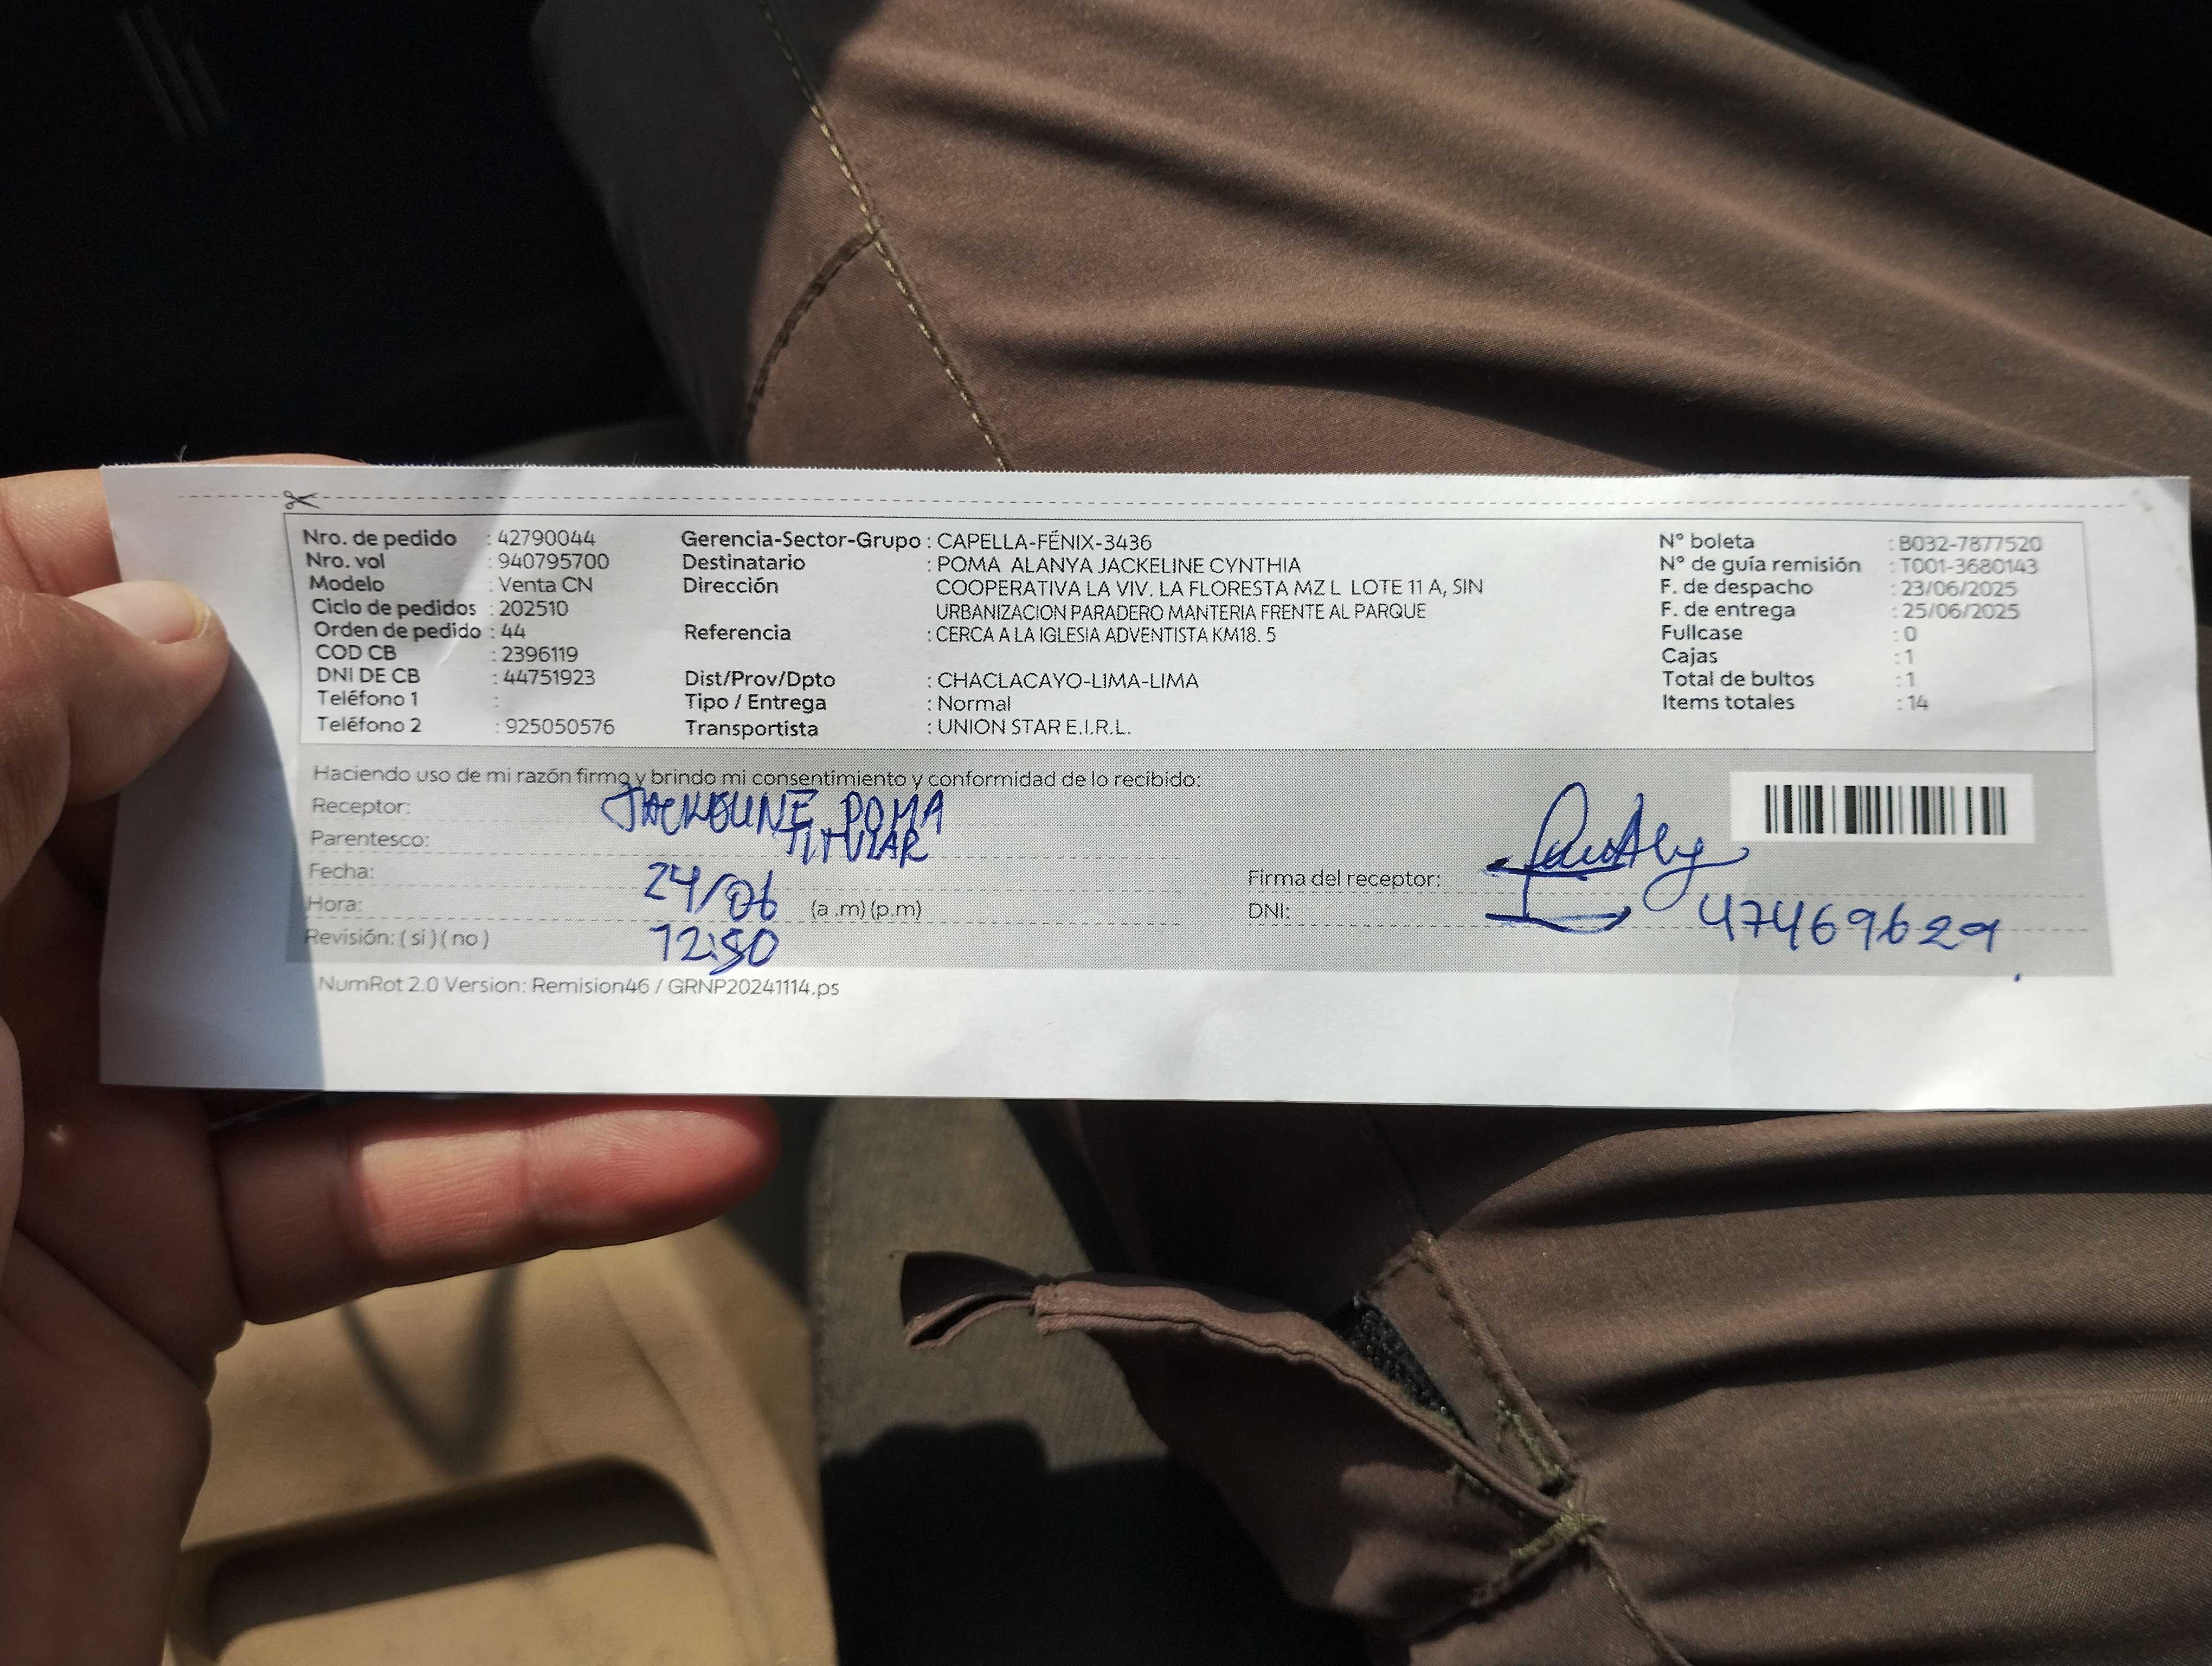 Nro. de pedido : 42790044 Gerencia-Sector-Grupo : CAPELLA-FÉNIX-3436 N° boleta : B032-7877520
Nro. vol : 940795700 Destinatario : POMA ALANYA JACKELINE CYNTHIA N° de guía remisión : T001-3680143
Modelo : Venta CN Dirección COOPERATIVA LA VIV. LA FLORESTA MZ L LOTE 11 A, SIN F. de despacho : 23/06/2025
Ciclo de pedidos : 202510 URBANIZACION PARADERO MANTERIA FRENTE AL PARQUE F. de entrega : 25/06/2025
Orden de pedido : 44 Referencia : CERCA A LA IGLESIA ADVENTISTA KM18. 5 Fullcase : 0
COD CB : 2396119 Cajas : 1
DNI DE CB : 44751923 Dist/Prov/Dpto : CHACLACAYO-LIMA-LIMA Total de bultos : 1
Teléfono 1 : Tipo / Entrega : Normal Items totales : 14
Teléfono 2 : 925050576 Transportista : UNION STAR E.I.R.L.
Haciendo uso de mi razón firmo y brindo mi consentimiento y conformidad de lo recibido:
Receptor: JACKELINE POMA
Parentesco: TITULAR
Fecha: 24/06
Hora: (a .m) (p.m)
Revisión: ( si ) ( no ) 12:50
Firma del receptor:
DNI: 47469629
NumRot 2.0 Version: Remision46 / GRNP20241114.ps